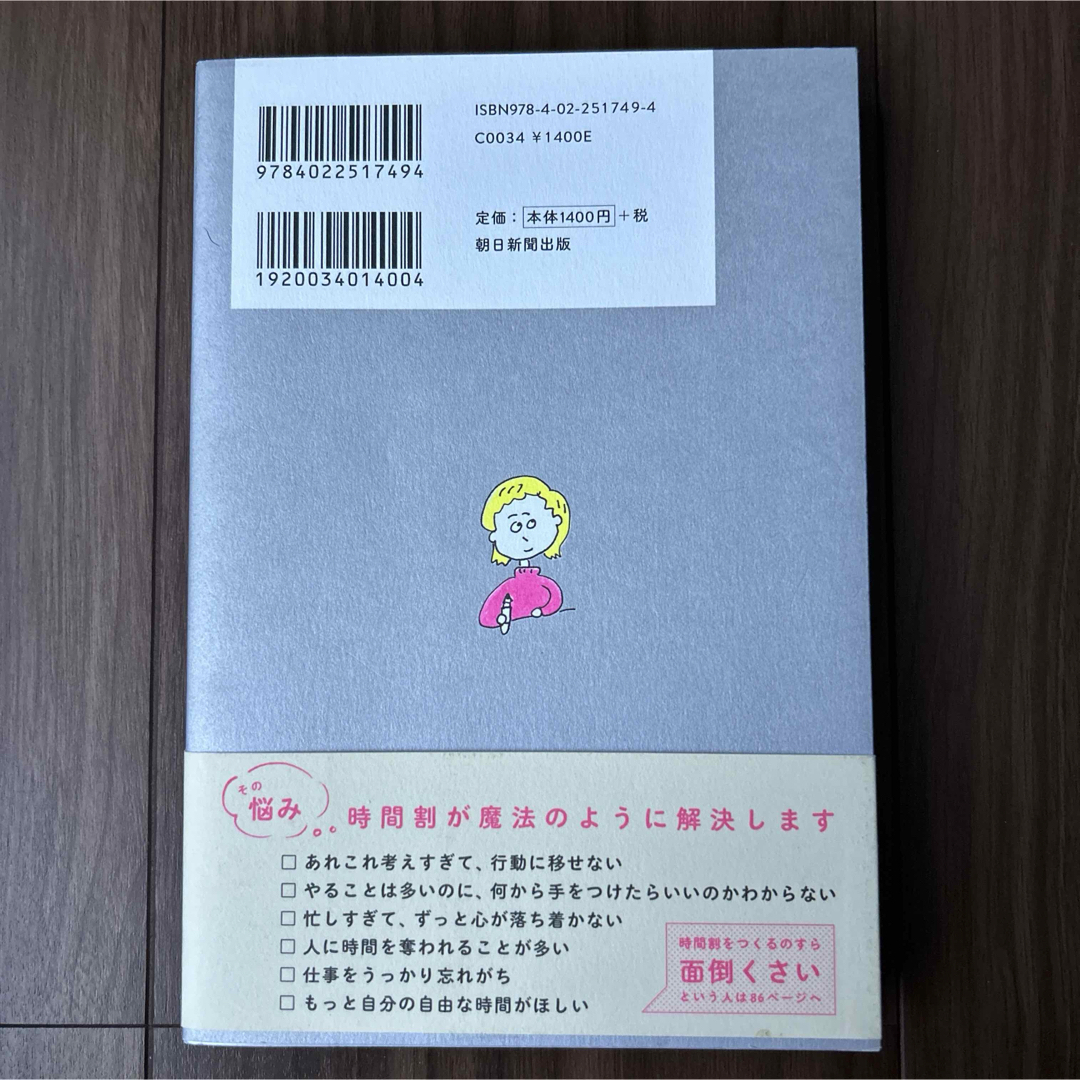 ISBN978-4-02-251749-4
C0034 ¥1400E
9784022517494
定価：本体1400円＋税
朝日新聞出版
1920034014004
その
悩み
時間割が魔法のように解決します
□ あれこれ考えすぎて、行動に移せない
□ やることは多いのに、何から手をつけたらいいのかわからない
□ 忙しすぎて、ずっと心が落ち着かない
□ 人に時間を奪われることが多い
□ 仕事をうっかり忘れがち
□ もっと自分の自由な時間がほしい
時間割をつくるのすら
面倒くさい
という人は86ページへ